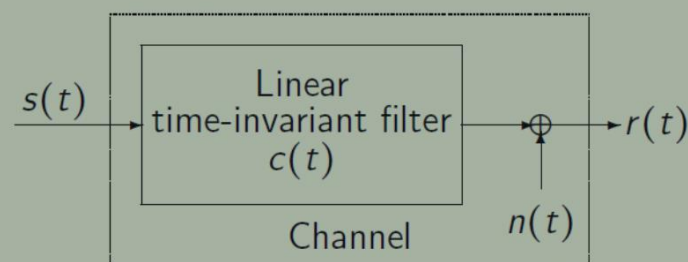 Linear
s(t)
time-invariant filter
r(t)
c(t)
n(t)
Channel